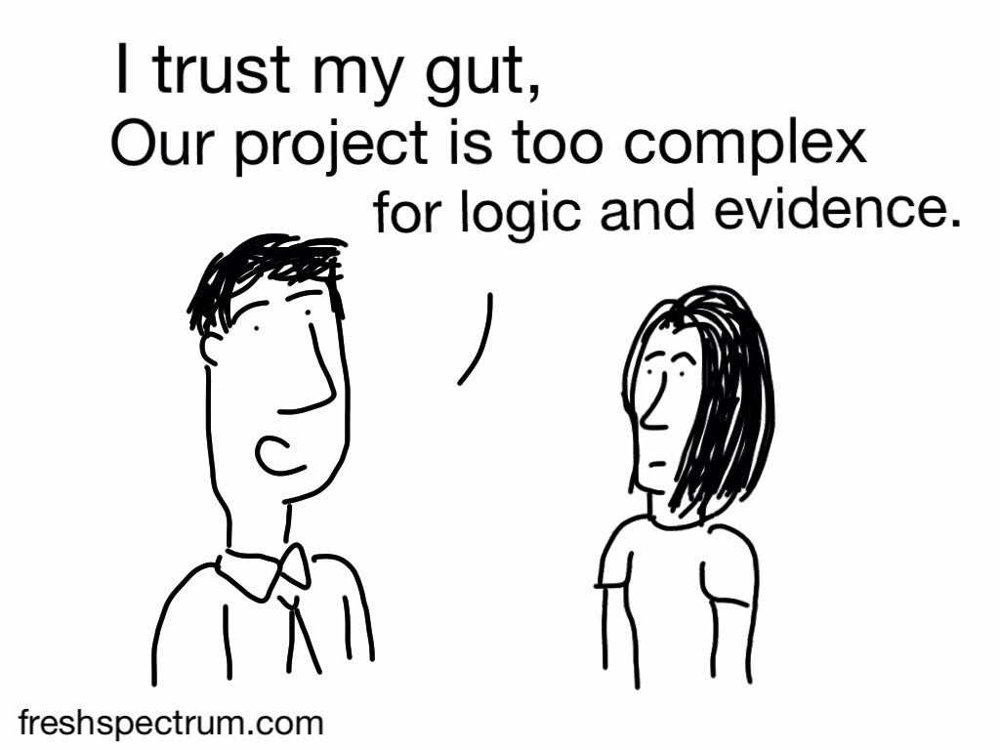 I trust my gut,
Our project is too complex
for logic and evidence.
freshspectrum.com